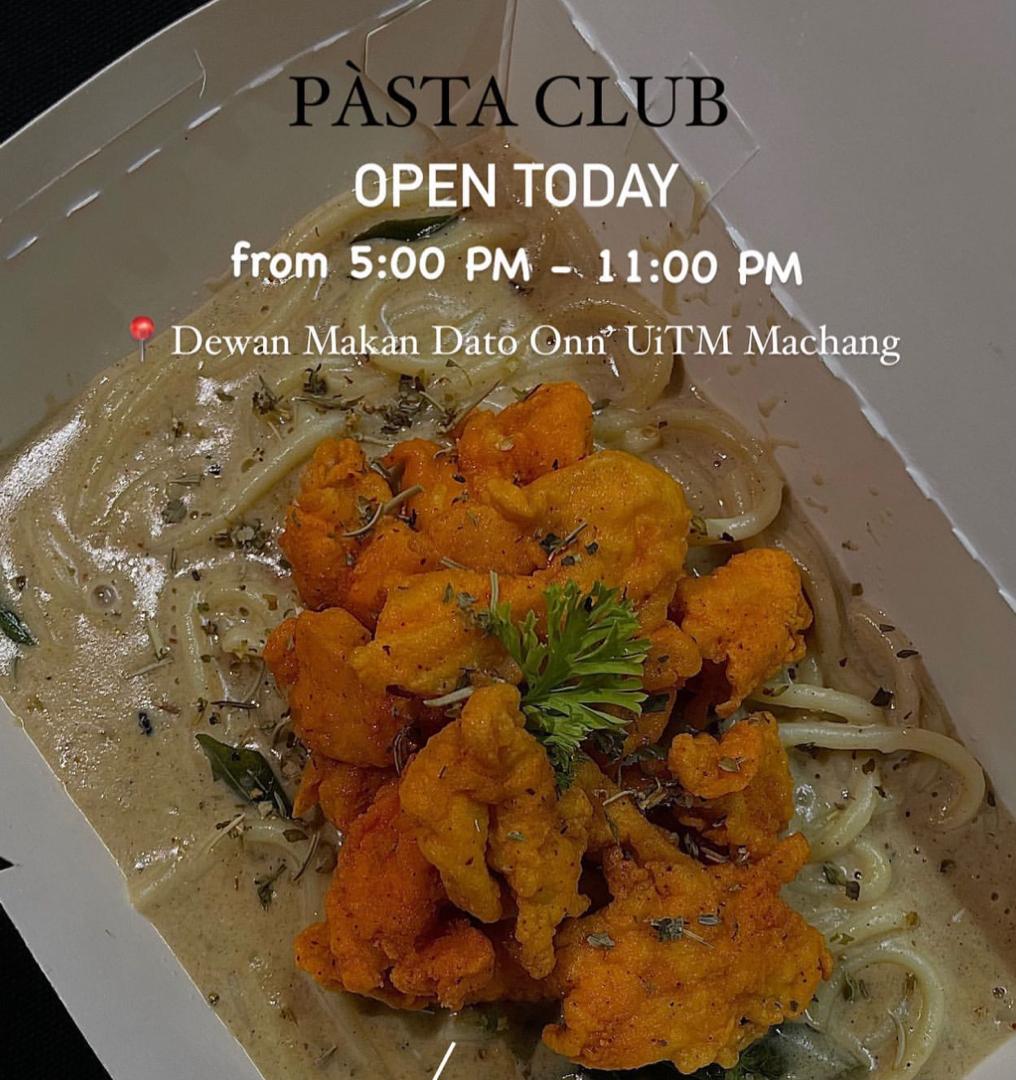 PÀSTA CLUB
OPEN TODAY
from 5:00 PM - 11:00 PM
📍 Dewan Makan Dato Onn' UiTM Machang